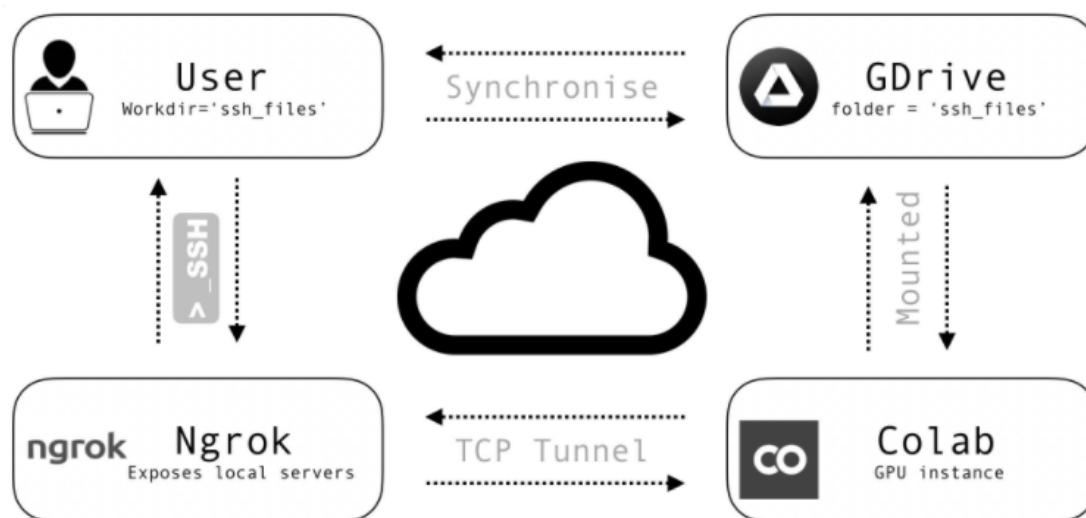 User
Workdir=‘ssh_files’
Synchronise
GDrive
folder = ‘ssh_files’
>_SSH
Mounted
ngrok
Ngrok
Exposes local servers
TCP Tunnel
CO
Colab
GPU instance